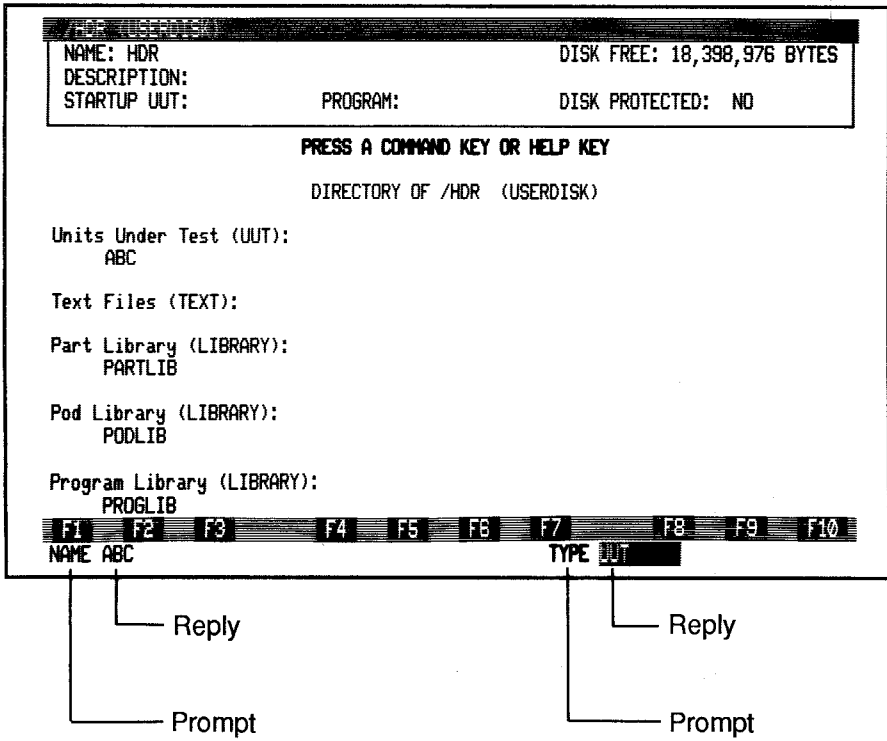 /HDR (USERDISK)
NAME: HDR DISK FREE: 18,398,976 BYTES
DESCRIPTION:
STARTUP UUT: PROGRAM: DISK PROTECTED: NO
PRESS A COMMAND KEY OR HELP KEY
DIRECTORY OF /HDR (USERDISK)
Units Under Test (UUT):
ABC
Text Files (TEXT):
Part Library (LIBRARY):
PARTLIB
Pod Library (LIBRARY):
PODLIB
Program Library (LIBRARY):
PROGLIB
F1 F2 F3 F4 F5 F6 F7 F8 F9 F10
NAME ABC TYPE UUT
Reply Reply
Prompt Prompt